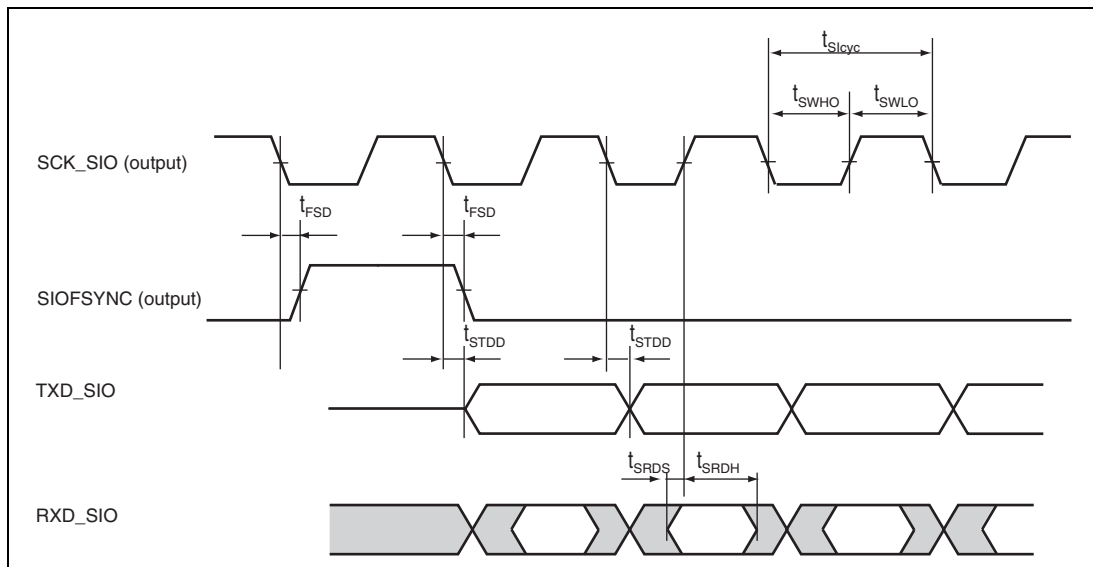 tSIcyc
tSWHO tSWLO
SCK_SIO (output)
tFSD tFSD
SIOFSYNC (output)
tSTDD tSTDD
TXD_SIO
tSRDS tSRDH
RXD_SIO